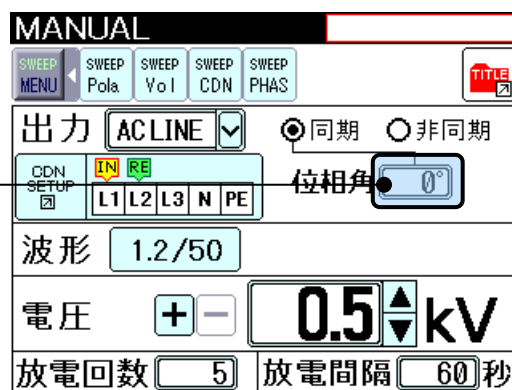 MANUAL
SWEEP MENU SWEEP Pola. SWEEP Vol SWEEP CDN SWEEP PHAS TITLE
出力 AC LINE 同期 非同期
CDN SETUP IN RE L1 L2 L3 N PE 位相角 0°
波形 1.2/50
電圧 + − 0.5 kV
放電回数 5 放電間隔 60 秒